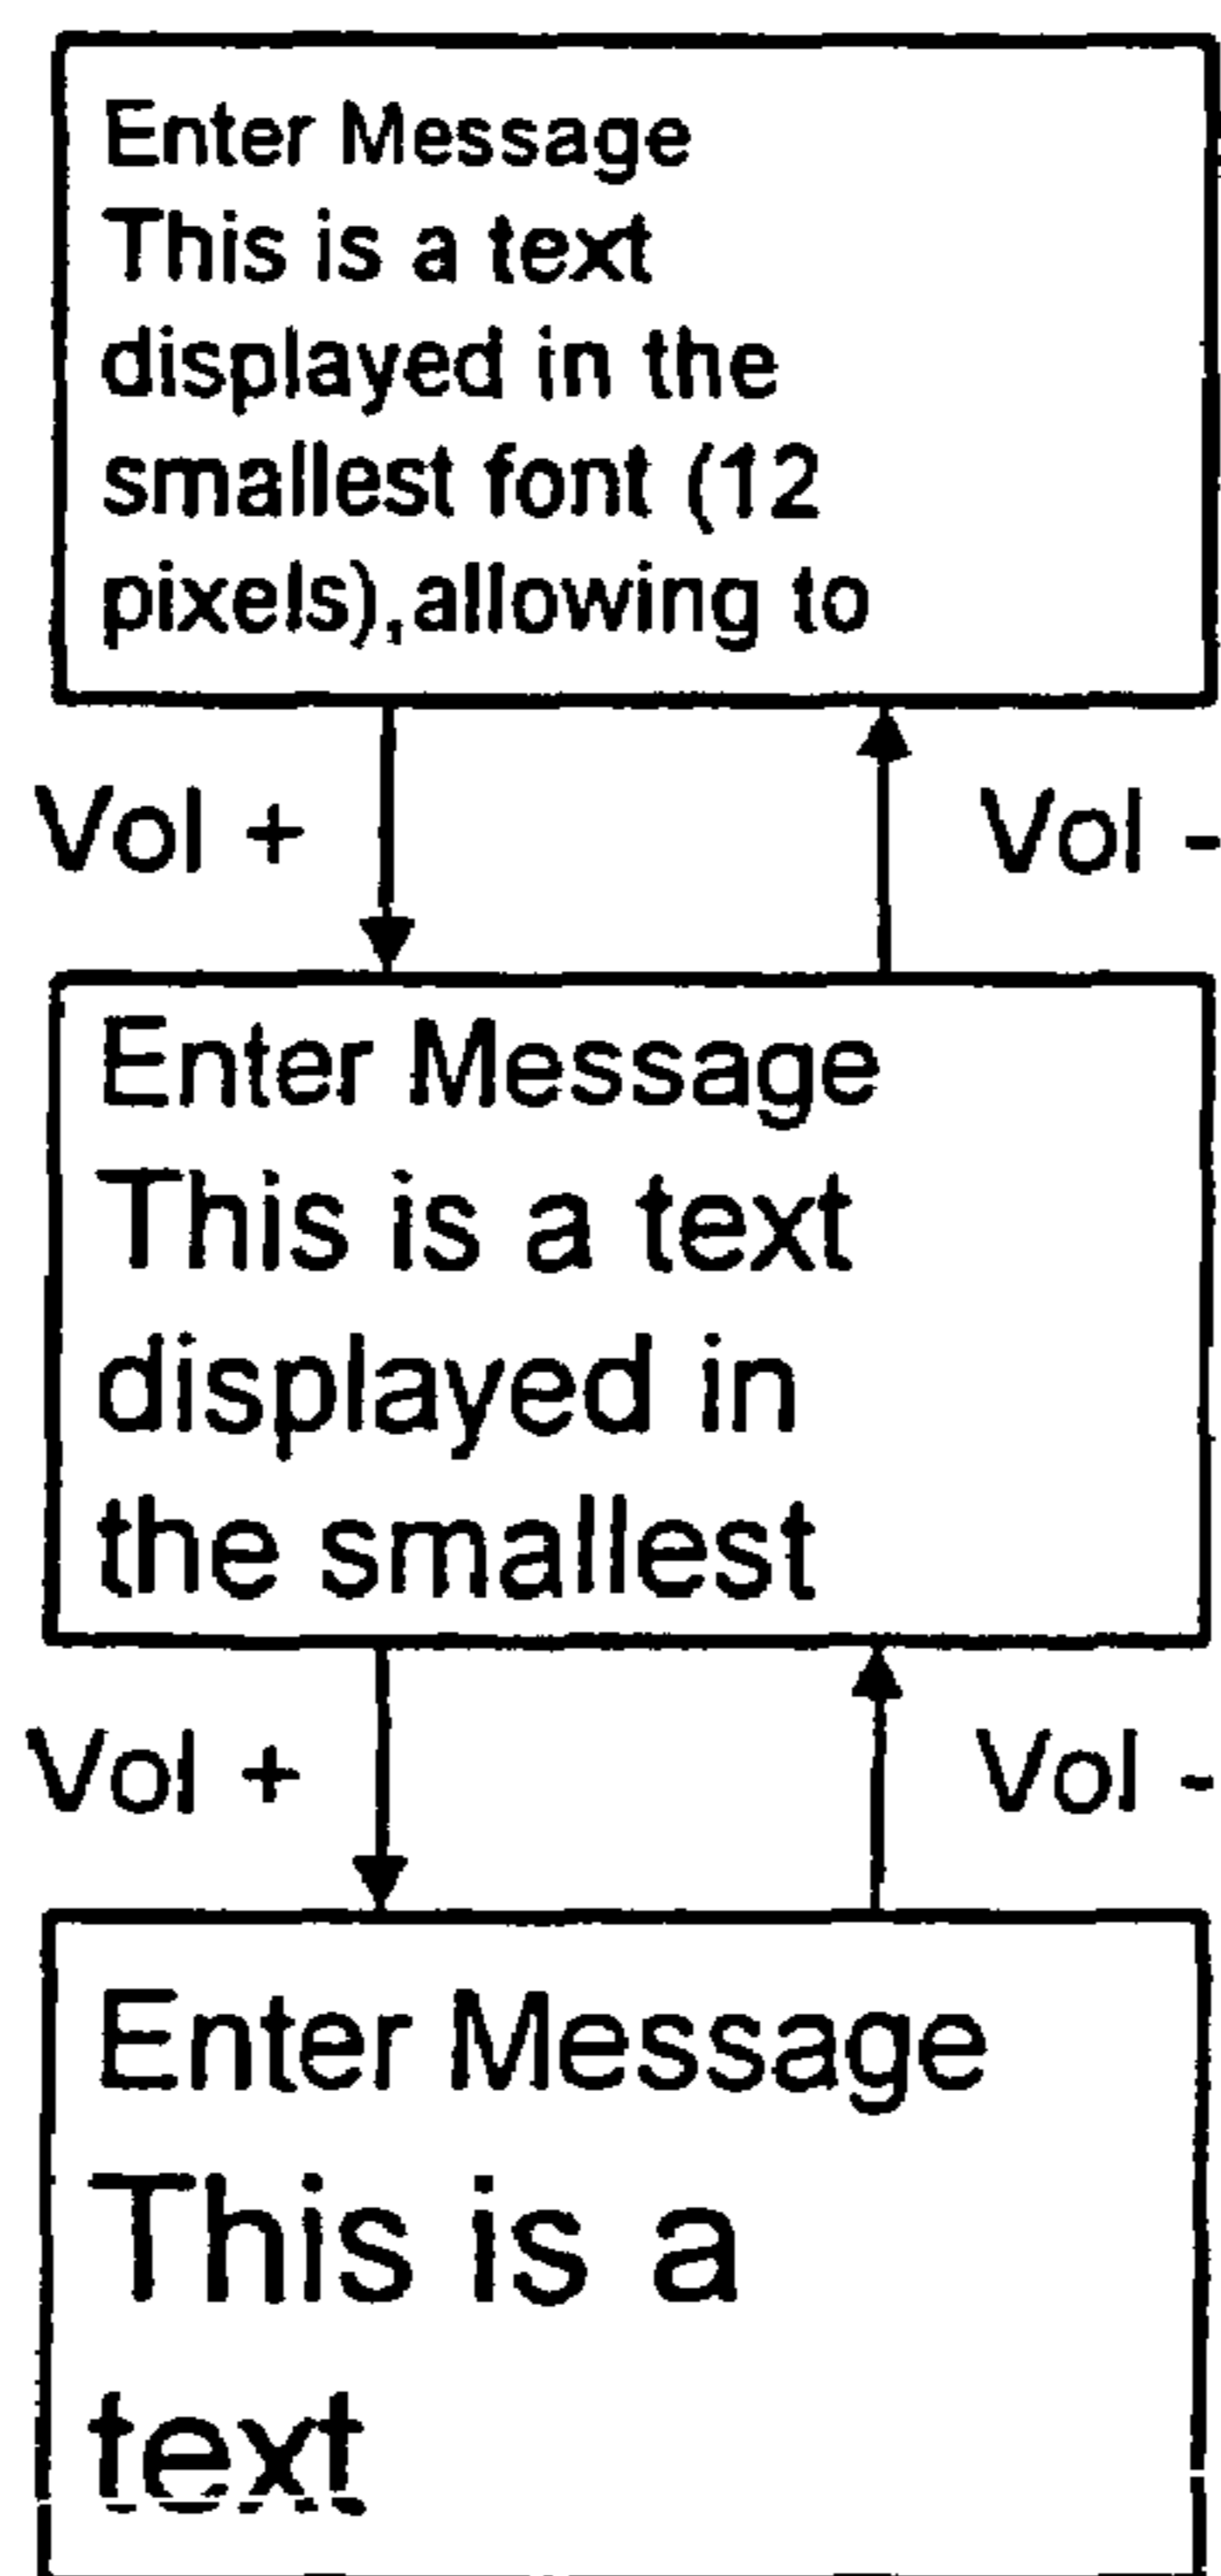 Enter Message
This is a text
displayed in the
smallest font (12
pixels),allowing to
Vol + Vol -
Enter Message
This is a text
displayed in
the smallest
Vol + Vol -
Enter Message
This is a
text